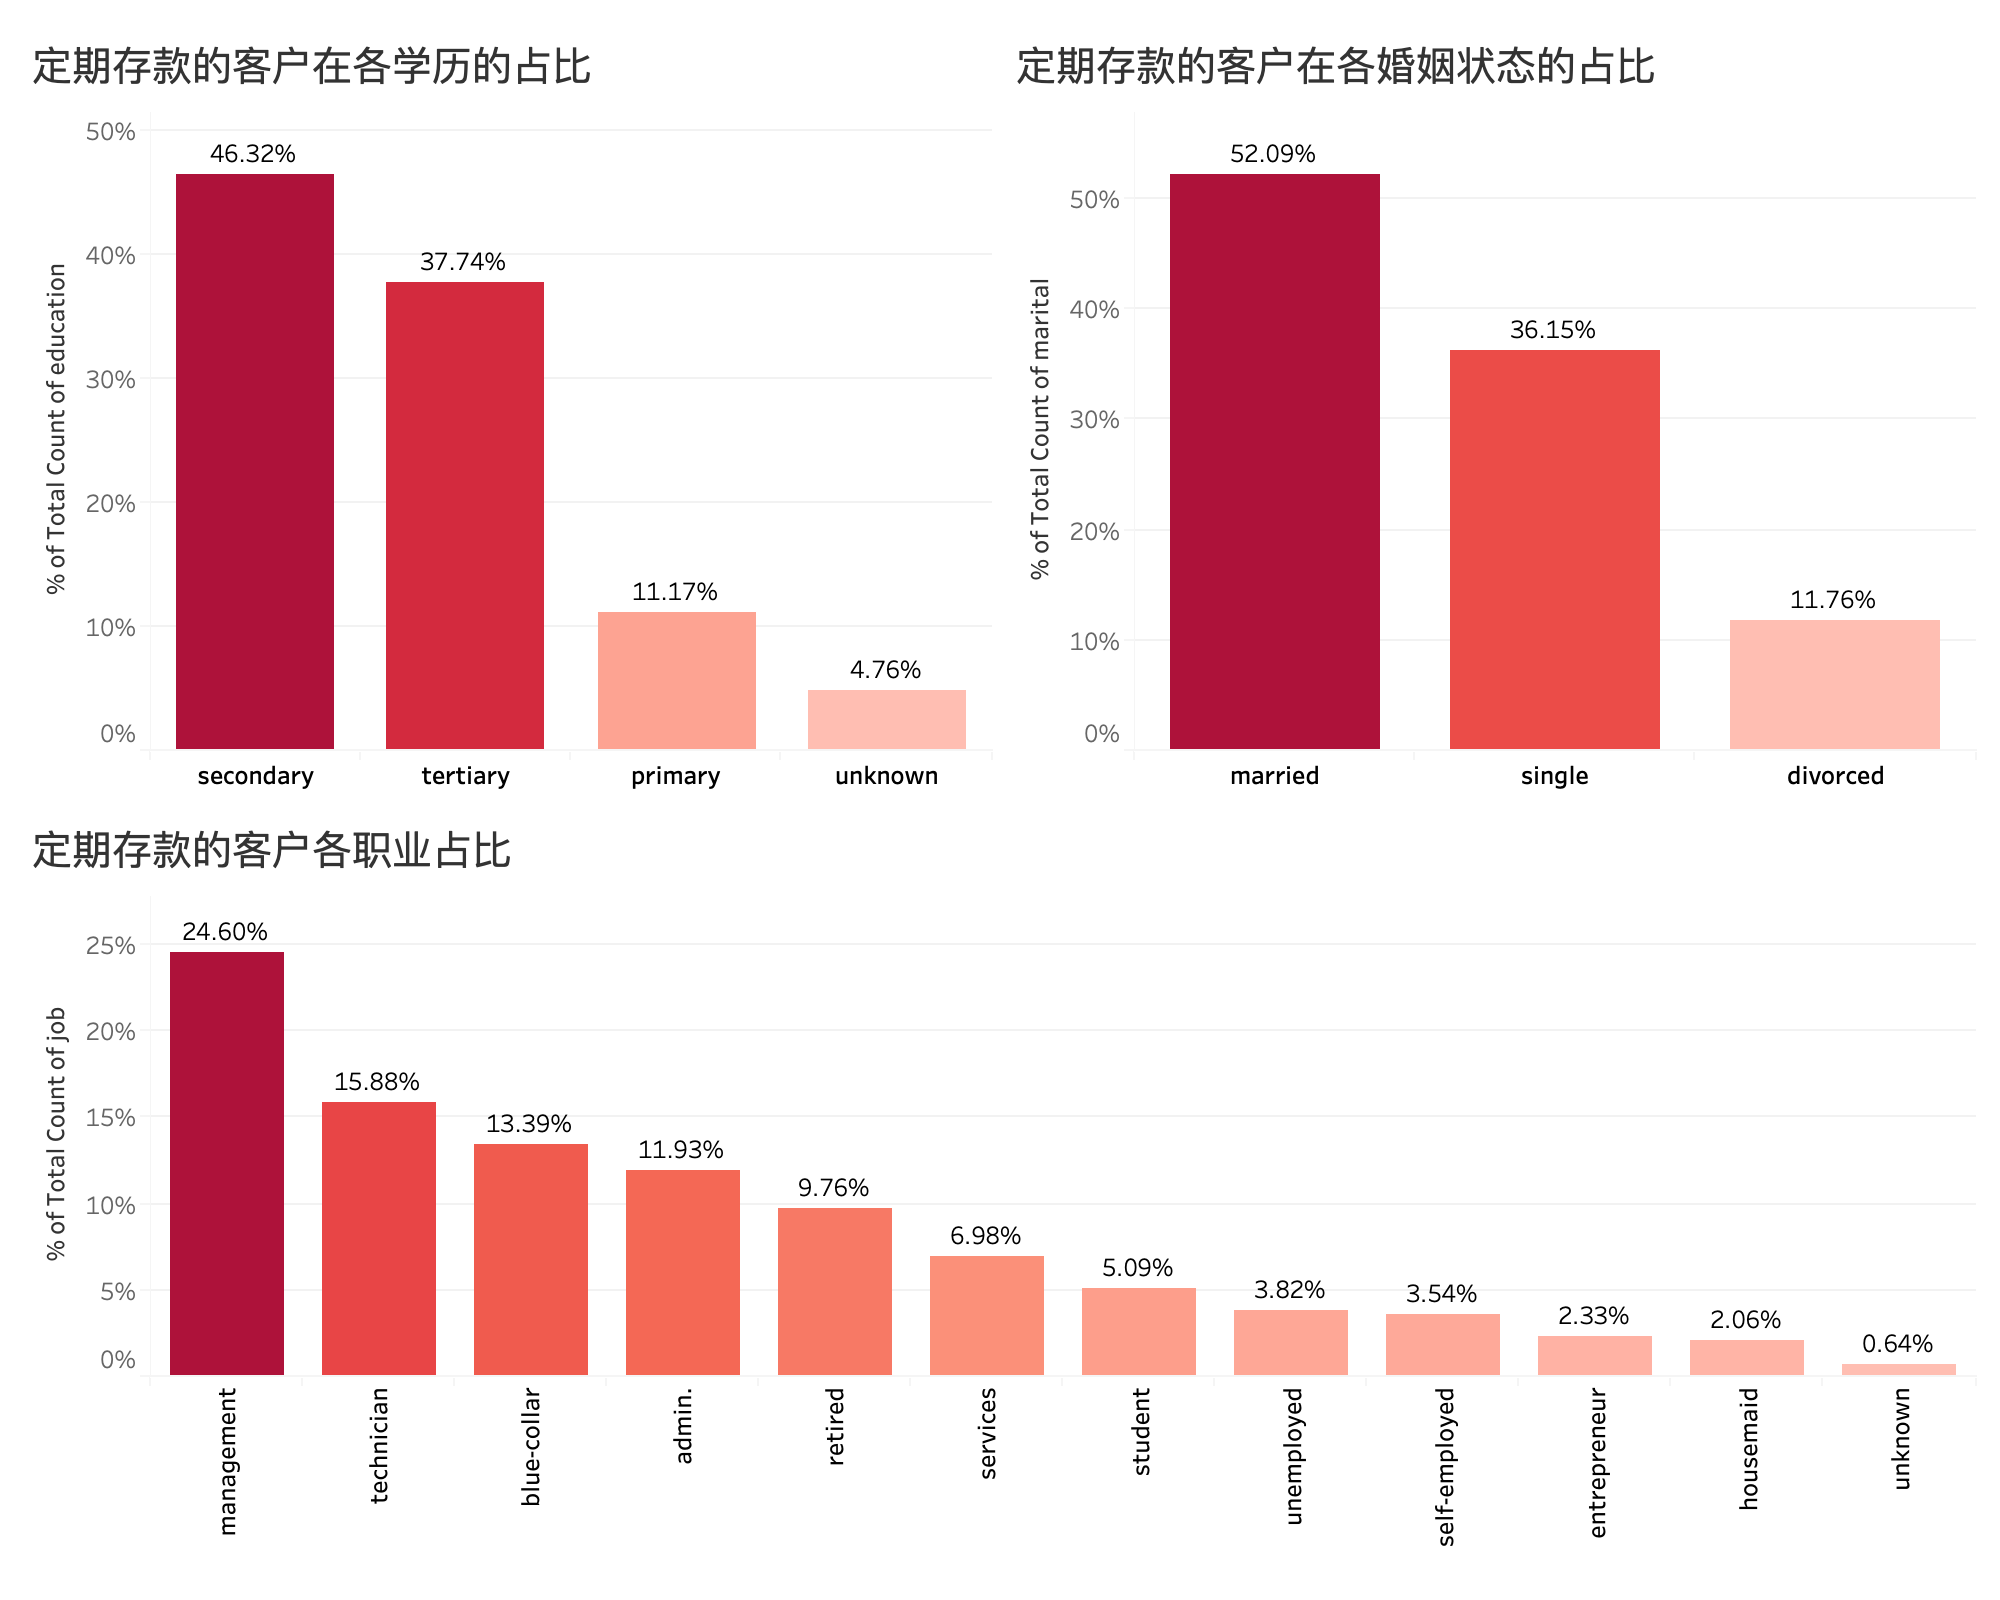 定期存款的客户在各学历的占比
% of Total Count of education
50%
40%
30%
20%
10%
0%
46.32%
37.74%
11.17%
4.76%
secondary
tertiary
primary
unknown
定期存款的客户在各婚姻状态的占比
% of Total Count of marital
50%
40%
30%
20%
10%
0%
52.09%
36.15%
11.76%
married
single
divorced
定期存款的客户各职业占比
% of Total Count of job
25%
20%
15%
10%
5%
0%
24.60%
15.88%
13.39%
11.93%
9.76%
6.98%
5.09%
3.82%
3.54%
2.33%
2.06%
0.64%
management
technician
blue-collar
admin.
retired
services
student
unemployed
self-employed
entrepreneur
housemaid
unknown